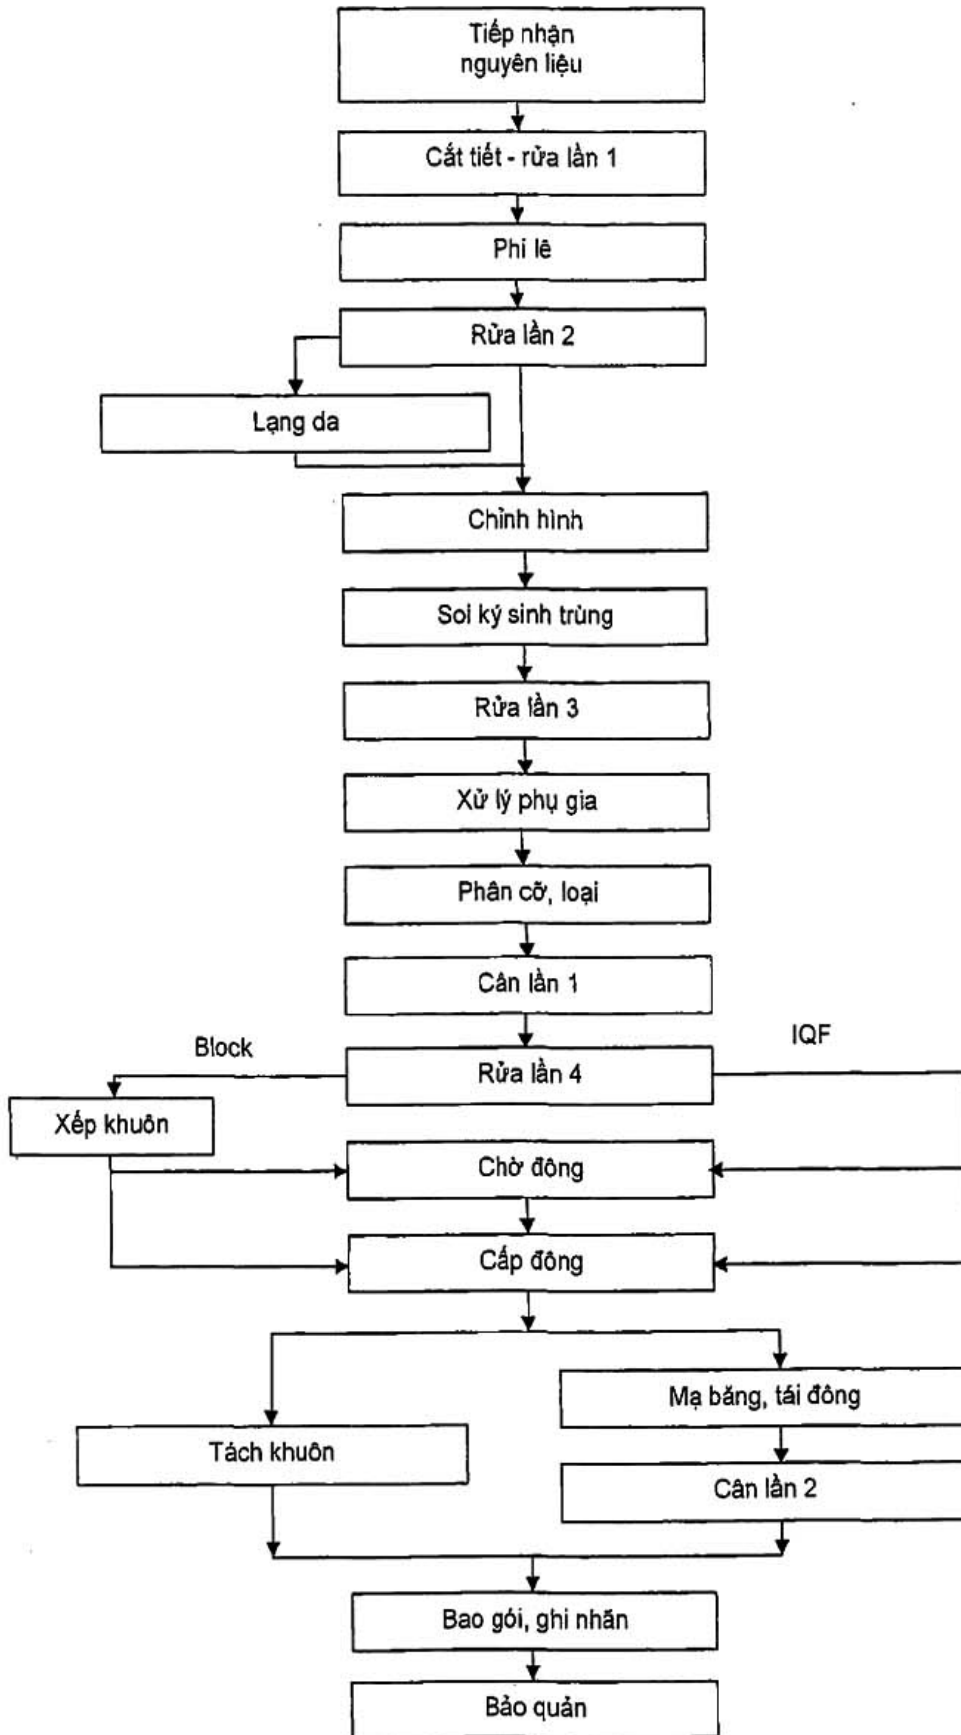 Tiếp nhận
nguyên liệu
Cắt tiết - rửa lần 1
Phi lê
Rửa lần 2
Lạng da
Chỉnh hình
Soi ký sinh trùng
Rửa lần 3
Xử lý phụ gia
Phân cỡ, loại
Cân lần 1
Block
IQF
Rửa lần 4
Xếp khuôn
Chờ đông
Cấp đông
Mạ băng, tái đông
Tách khuôn
Cân lần 2
Bao gói, ghi nhãn
Bảo quản